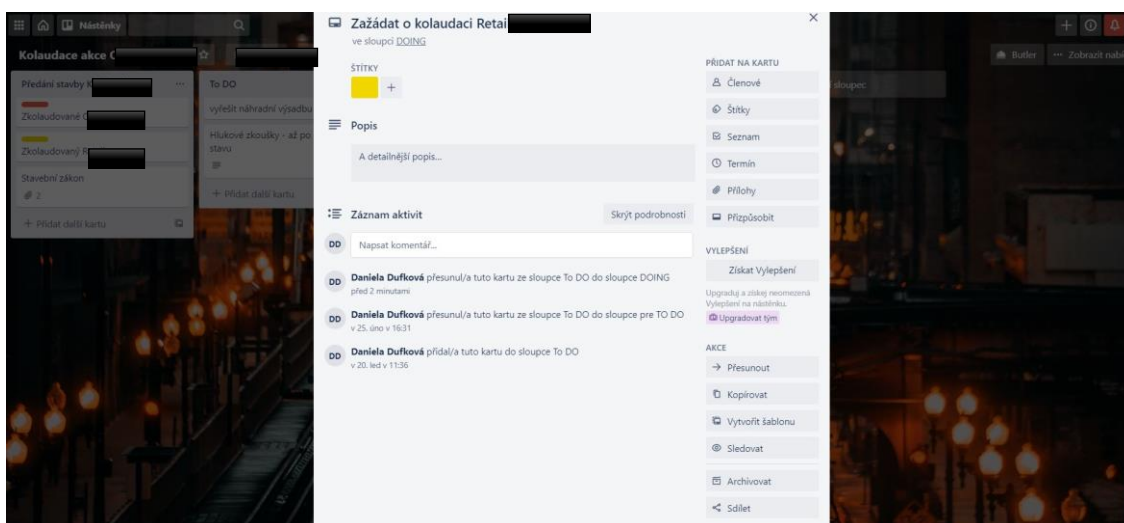 Nástěnky
Kolaudace akce
Předání stavby
Zkolaudované
Zkolaudovaný
Stavební zákon
2
+ Přidat další kartu
To DO
vyřešit náhradní výsadbu
Hlukové zkoušky - až po
stavu
+ Přidat další kartu
Zažádat o kolaudaci Retai
ve sloupci DOING
ŠTÍTKY
+
Popis
A detailnější popis...
Záznam aktivit
Skrýt podrobnosti
DD
Napsat komentář...
DD
Daniela Dufková přesunul/a tuto kartu ze sloupce To DO do sloupce DOING
před 2 minutami
DD
Daniela Dufková přesunul/a tuto kartu ze sloupce To DO do sloupce pre TO DO
v 25. úno v 16:31
DD
Daniela Dufková přidal/a tuto kartu do sloupce To DO
v 20. led v 11:36
PŘIDAT NA KARTU
Členové
Štítky
Seznam
Termín
Přílohy
Přizpůsobit
VYLEPŠENÍ
Získat Vylepšení
Upgraduj a získej neomezená
Vylepšení na nástěnku.
Upgradovat tým
AKCE
Přesunout
Kopírovat
Vytvořit šablonu
Sledovat
Archivovat
Sdílet
Butler
... Zobrazit nabí
sloupec